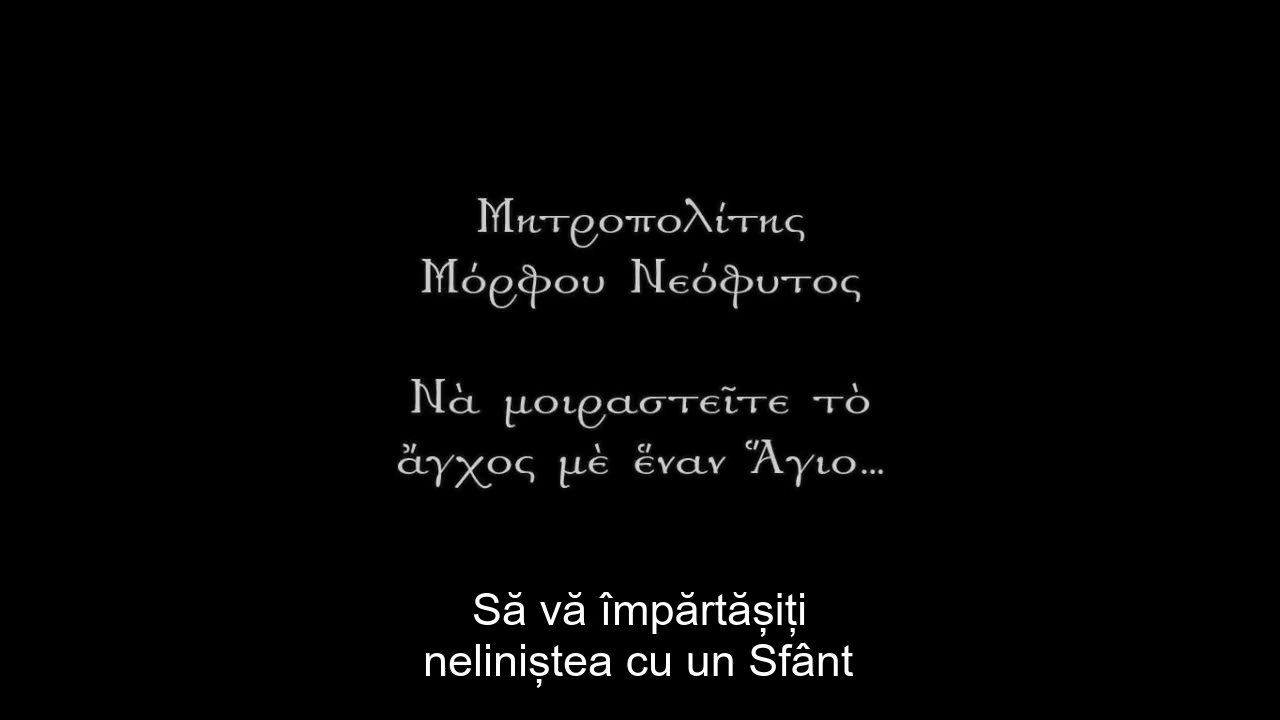 Μητροπολίτης
Μόρφου Νεόφυτος
Νὰ μοιραστεῖτε τὸ
ἄγχος μὲ ἕναν Ἅγιο...
Să vă împărtășiți
neliniștea cu un Sfânt